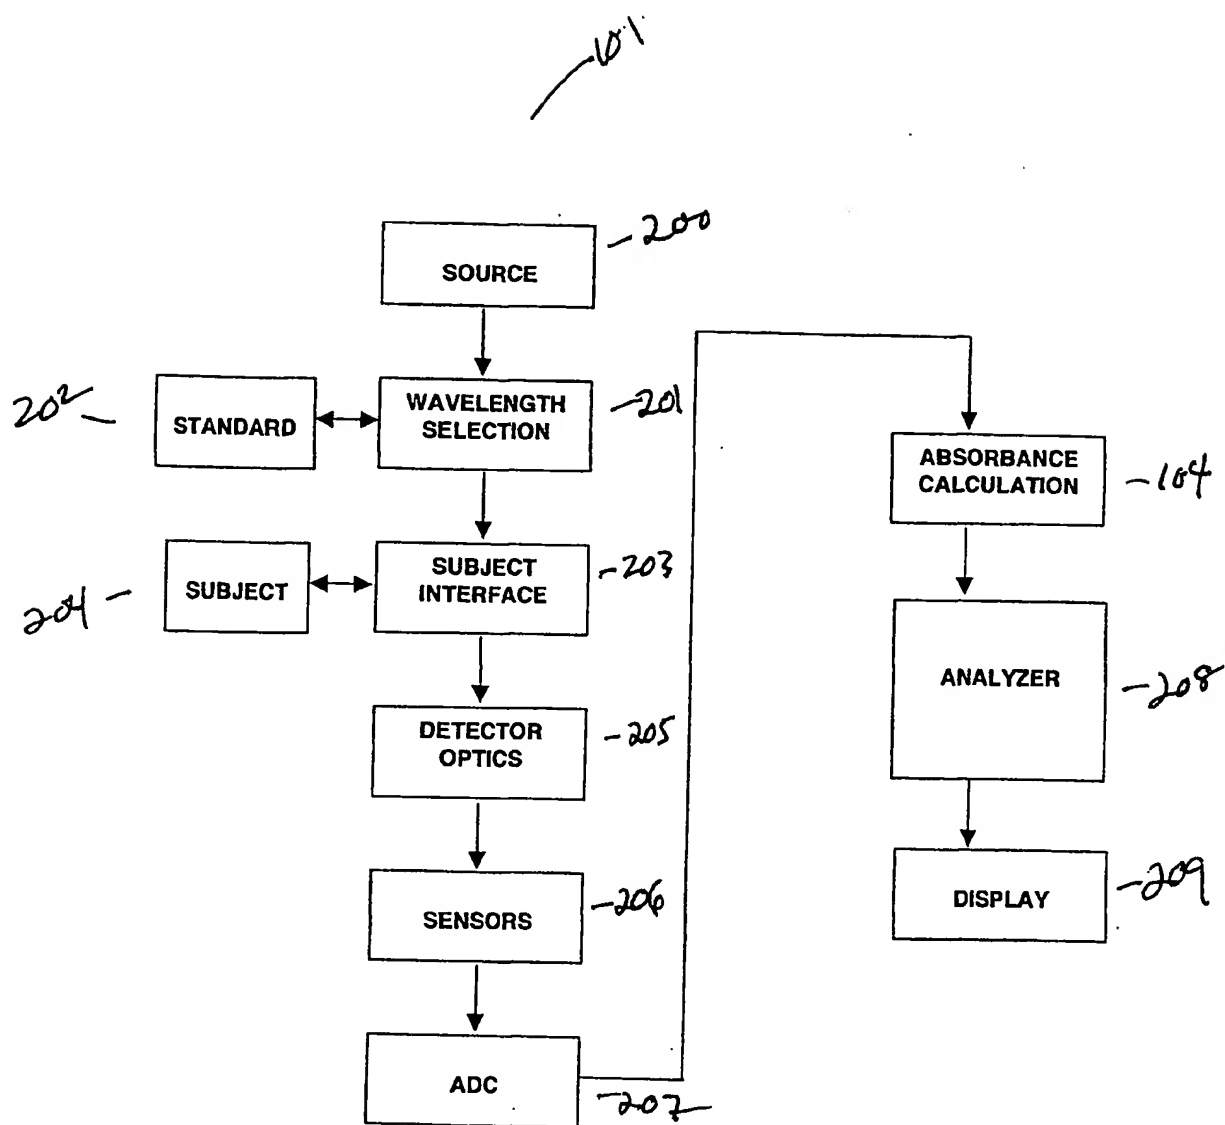 101
SOURCE
-200
202 -
STANDARD
WAVELENGTH
SELECTION
-201
204 -
SUBJECT
SUBJECT
INTERFACE
-203
DETECTOR
OPTICS
-205
SENSORS
-206
ADC
-207
ABSORBANCE
CALCULATION
-104
ANALYZER
-208
DISPLAY
-209